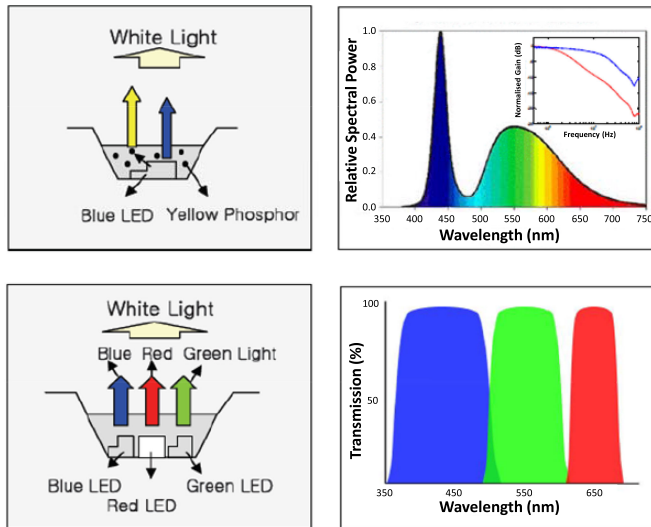 White Light
Blue LED Yellow Phosphor
Relative Spectral Power
1.0
0.8
0.6
0.4
0.2
0.0
350 400 450 500 550 600 650 700 750
Wavelength (nm)
Normalised Gain (dB)
Frequency (Hz)
White Light
Blue Red Green Light
Blue LED Green LED
Red LED
Transmission (%)
100
50
350 450 550 650
Wavelength (nm)